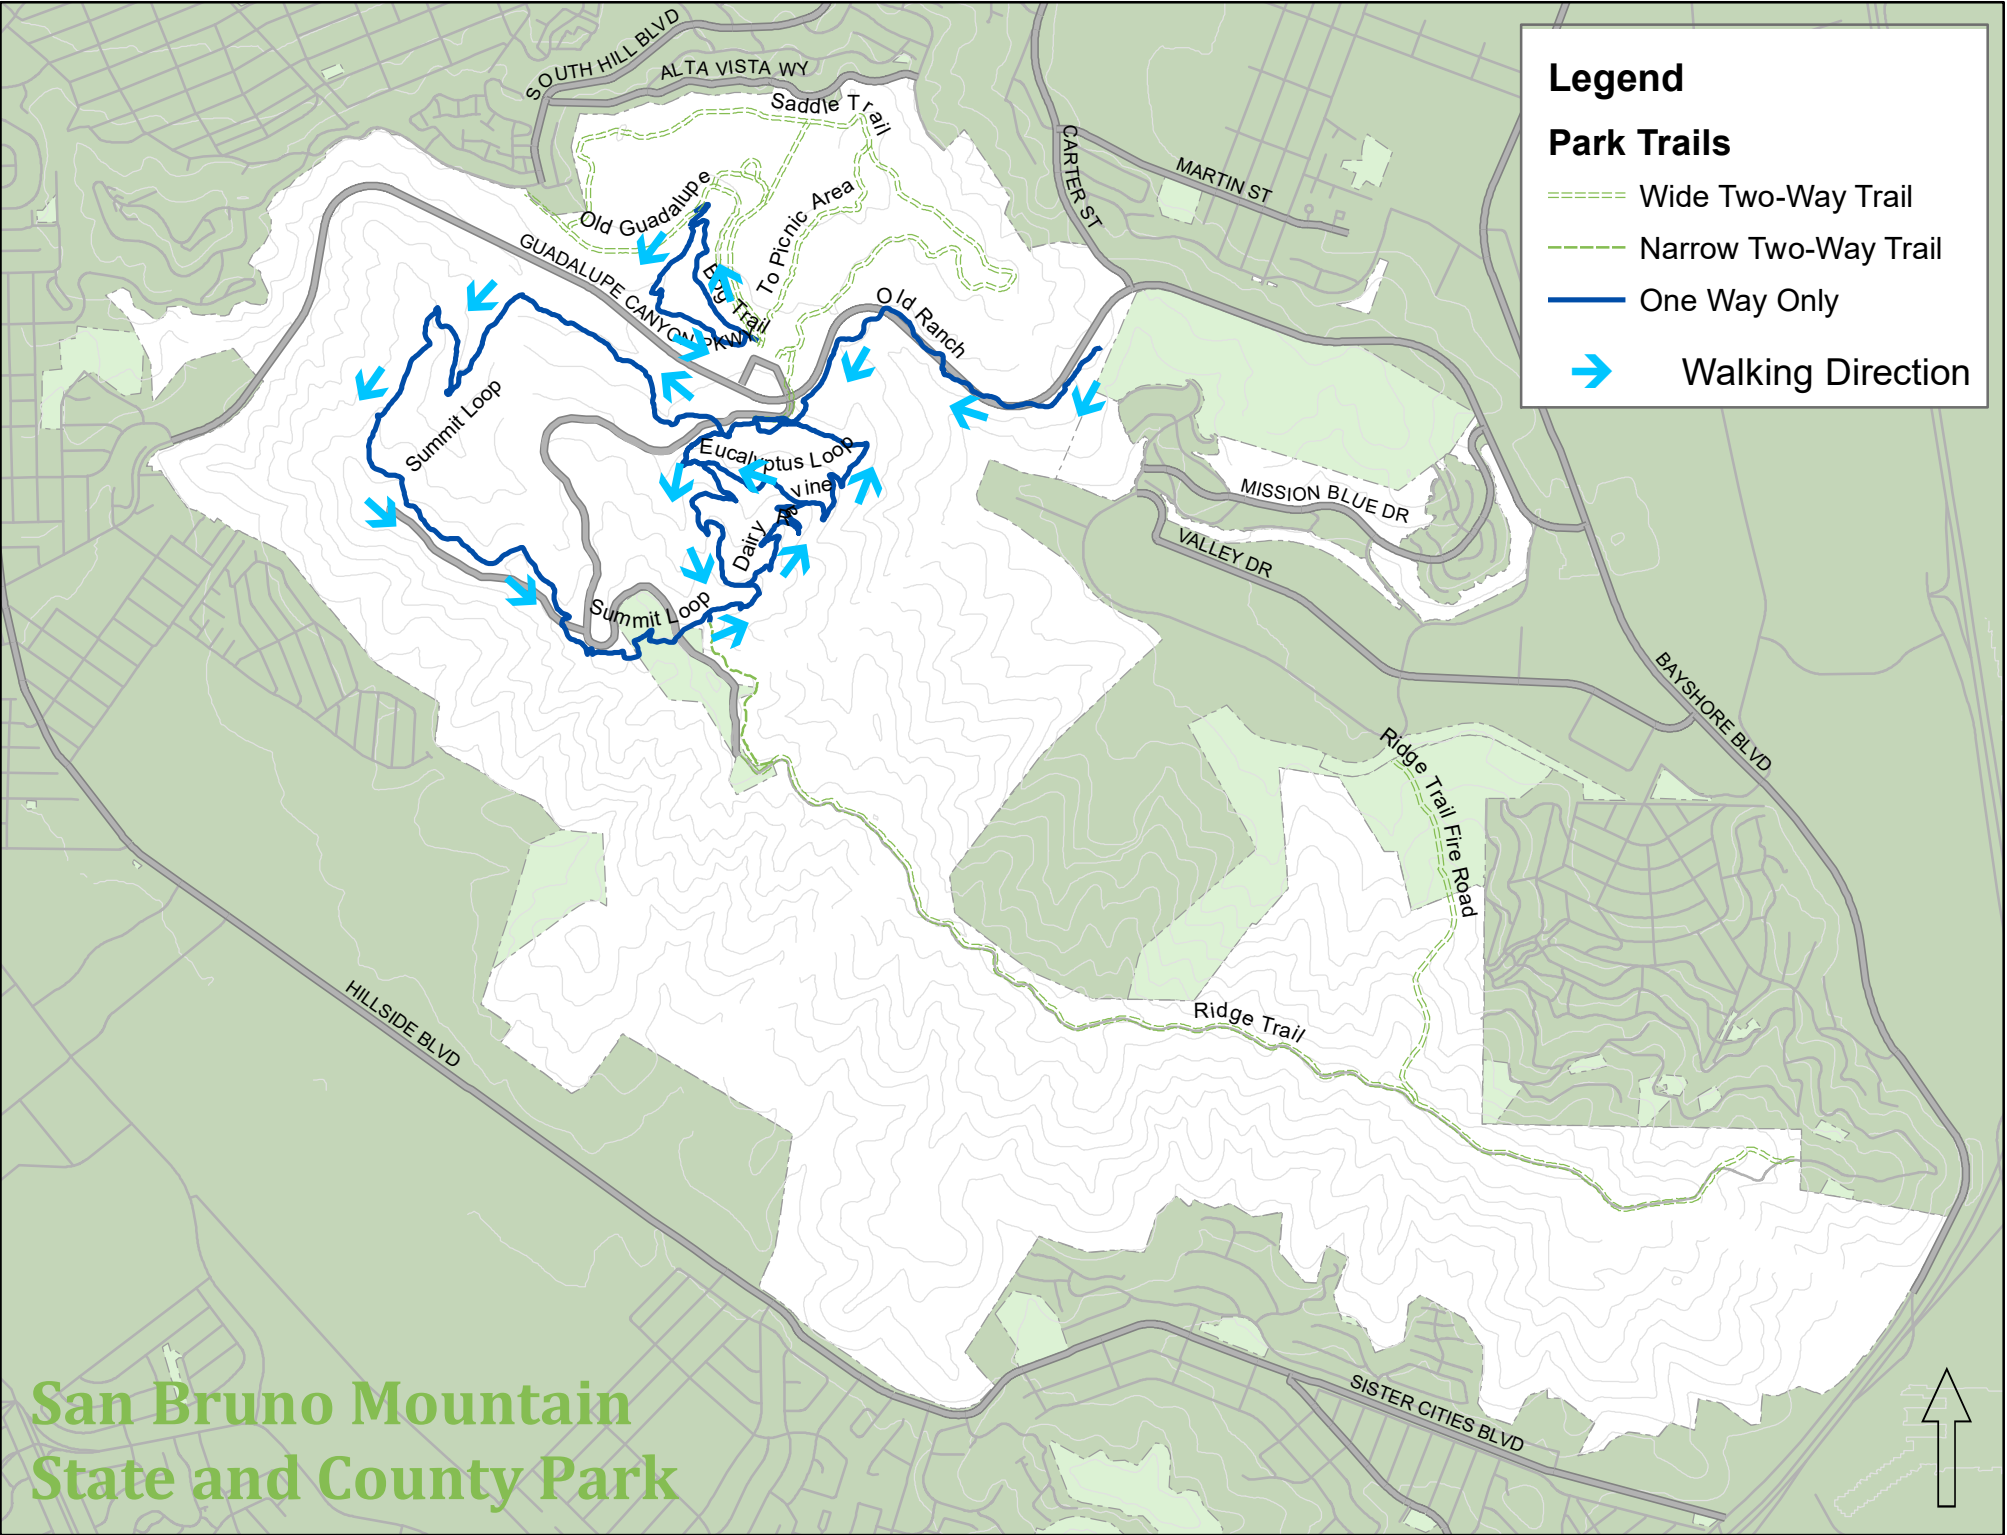 SOUTH HILL BLVD
ALTA VISTA WY
Saddle Trail
CARTER ST
MARTIN ST
Old Guadalupe
To Picnic Area
GUADALUPE CANYON PKWY
Bog Trail
Old Ranch
Summit Loop
Eucalyptus Loop
Dairy Ravine
MISSION BLUE DR
VALLEY DR
Summit Loop
BAYSHORE BLVD
Ridge Trail Fire Road
Ridge Trail
HILLSIDE BLVD
SISTER CITIES BLVD
Legend
Park Trails
Wide Two-Way Trail
Narrow Two-Way Trail
One Way Only
Walking Direction
San Bruno Mountain
State and County Park